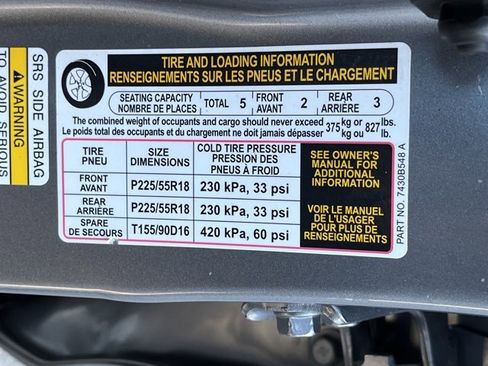 TIRE AND LOADING INFORMATION
RENSEIGNEMENTS SUR LES PNEUS ET LE CHARGEMENT
SEATING CAPACITY
NOMBRE DE PLACES
TOTAL 5
FRONT
AVANT
2
REAR
ARRIÈRE
3
The combined weight of occupants and cargo should never exceed 375 kg or 827 lbs.
Le poids total des occupants et du chargement ne doit jamais dépasser 375 kg ou 827 lb.
TIRE
PNEU
SIZE
DIMENSIONS
COLD TIRE PRESSURE
PRESSION DES
PNEUS À FROID
FRONT
AVANT
P225/55R18
230 kPa, 33 psi
REAR
ARRIÈRE
P225/55R18
230 kPa, 33 psi
SPARE
DE SECOURS
T155/90D16
420 kPa, 60 psi
SEE OWNER'S
MANUAL FOR
ADDITIONAL
INFORMATION
VOIR LE MANUEL
DE L'USAGER
POUR PLUS DE
RENSEIGNEMENTS
PART NO. 7430B548 A
SRS SIDE AIRBAG
WARNING
TO AVOID SERIOUS